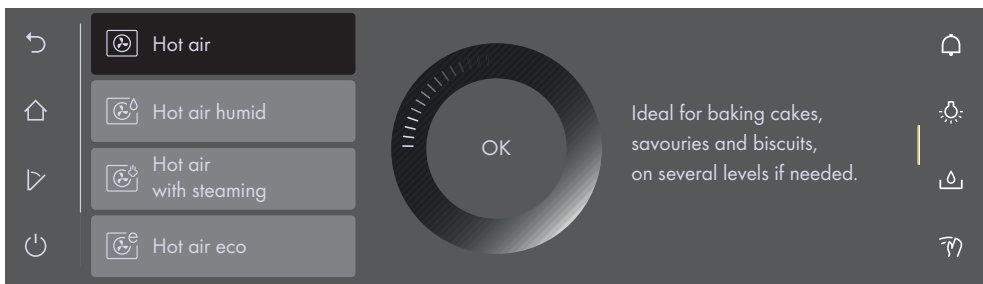 Hot air
Hot air humid
Hot air
with steaming
Hot air eco
OK
Ideal for baking cakes,
savouries and biscuits,
on several levels if needed.